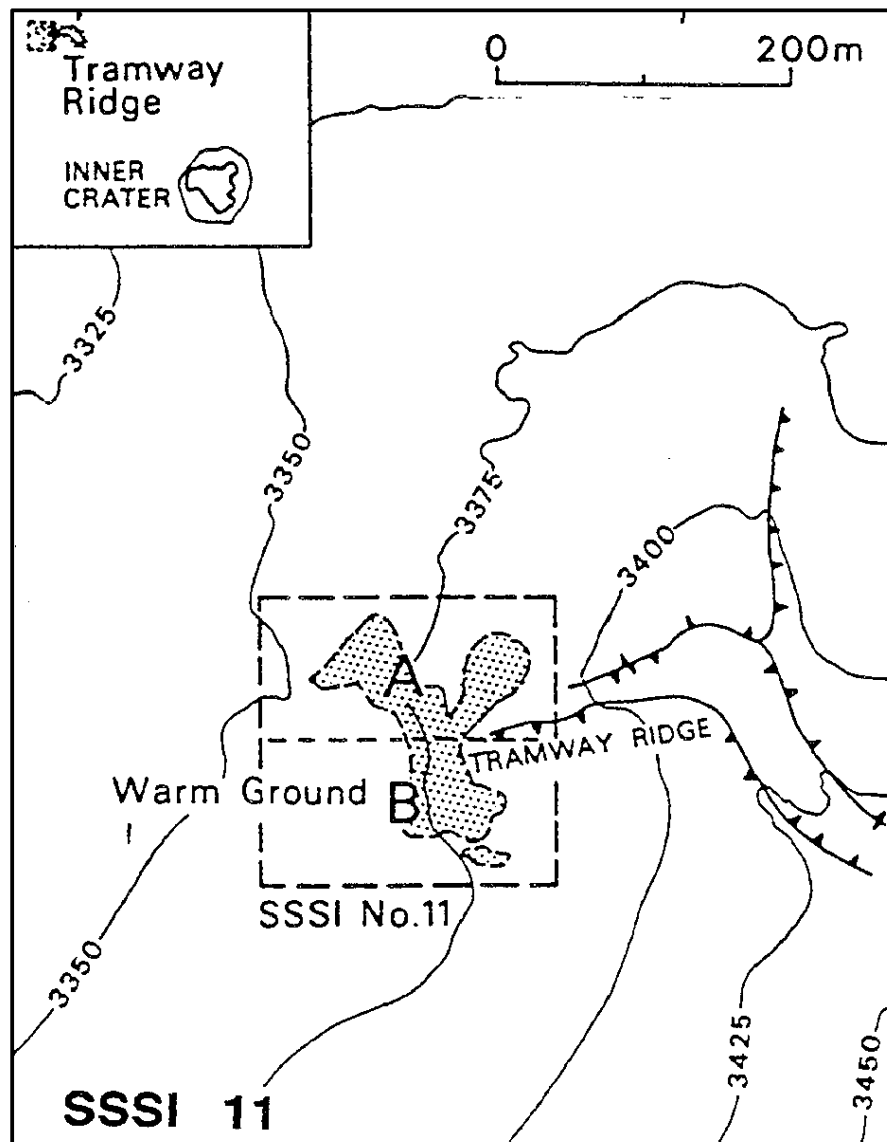 Tramway
Ridge
INNER
CRATER
0 200m
3325
3350
3375
3400
A
TRAMWAY RIDGE
Warm Ground
B
SSSI No.11
3350
3425
3450
SSSI 11